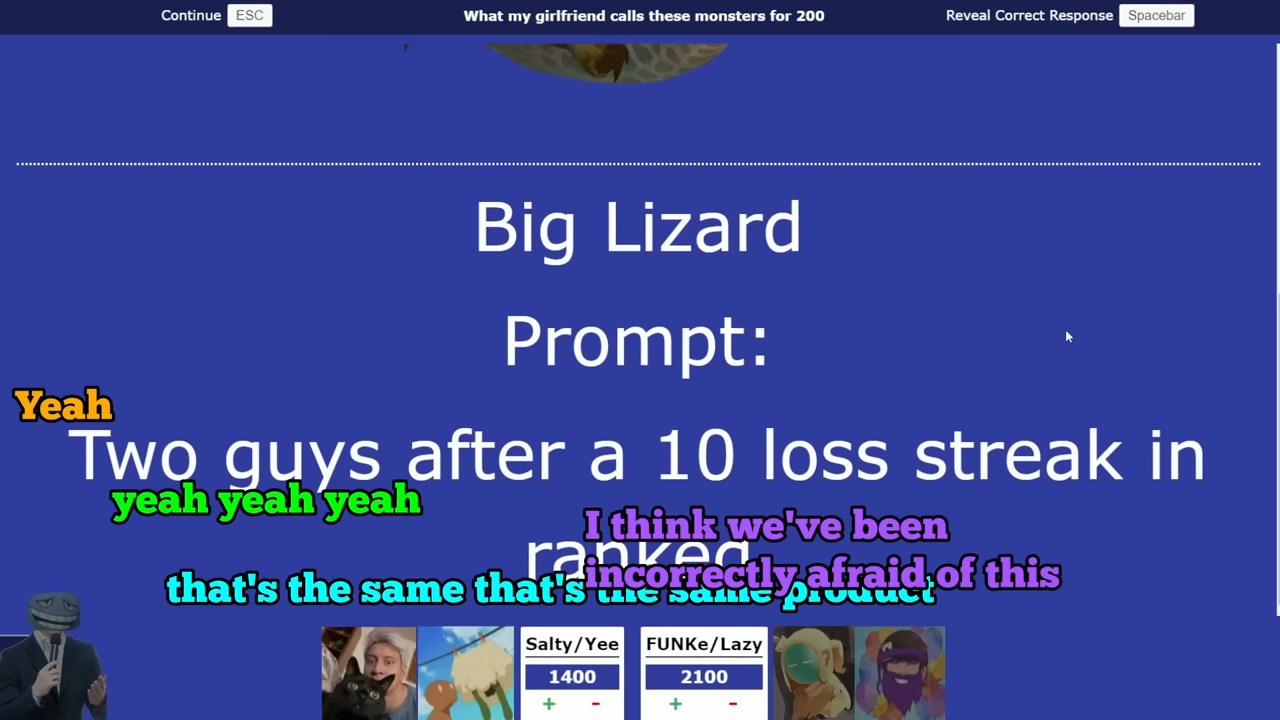 Continue ESC
What my girlfriend calls these monsters for 200
Reveal Correct Response Spacebar
Big Lizard
Prompt:
Yeah
Two guys after a 10 loss streak in
yeah yeah yeah
I think we've been
ranked
incorrectly afraid of this
that's the same that's the same product
Salty/Yee
1400
+ -
FUNKe/Lazy
2100
+ -